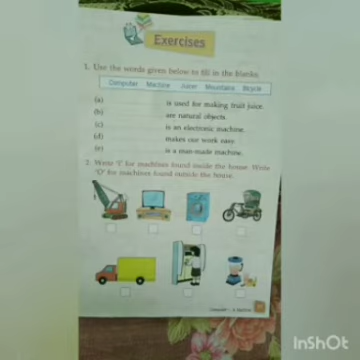 Exercises
1. Use the words given below to fill in the blanks.
Computer Machine Juicer Mountains Bicycle
(a) is used for making fruit juice.
(b) are natural objects.
(c) is an electronic machine.
(d) makes our work easy.
(e) is a man-made machine.
2. Write 'I' for machines found inside the house. Write
'O' for machines found outside the house.
InShOt